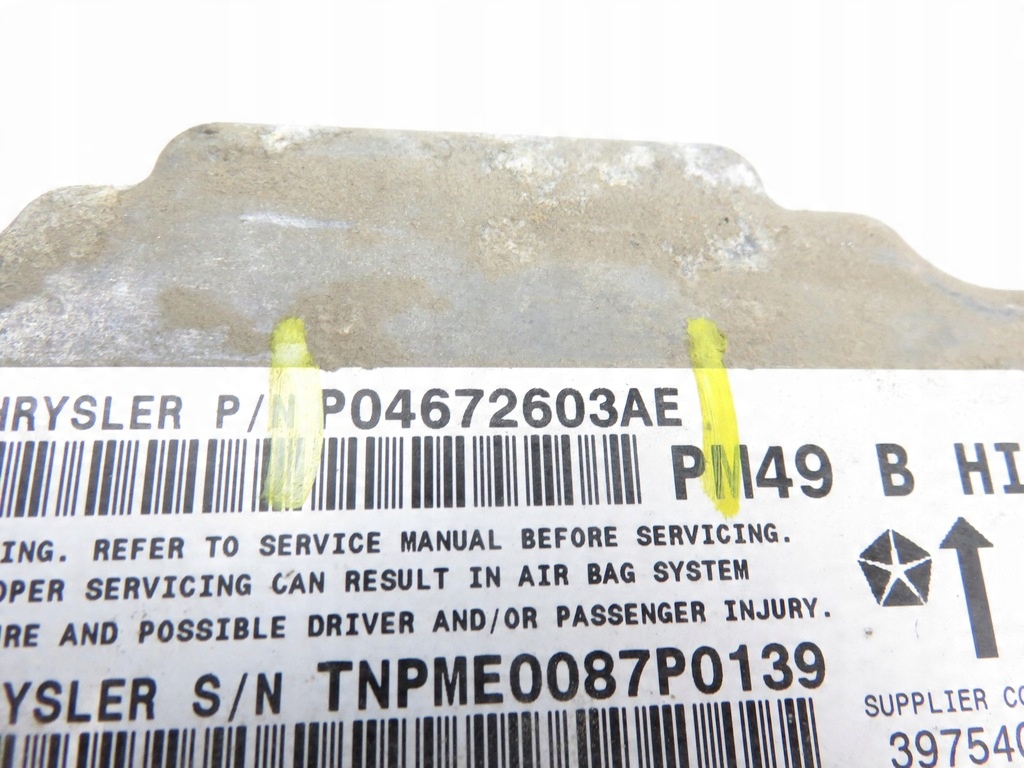 HRYSLER P/N P04672603AE
PM49 B HI
ING. REFER TO SERVICE MANUAL BEFORE SERVICING.
OPER SERVICING CAN RESULT IN AIR BAG SYSTEM
URE AND POSSIBLE DRIVER AND/OR PASSENGER INJURY.
YSLER S/N TNPME0087P0139
SUPPLIER CO
397540